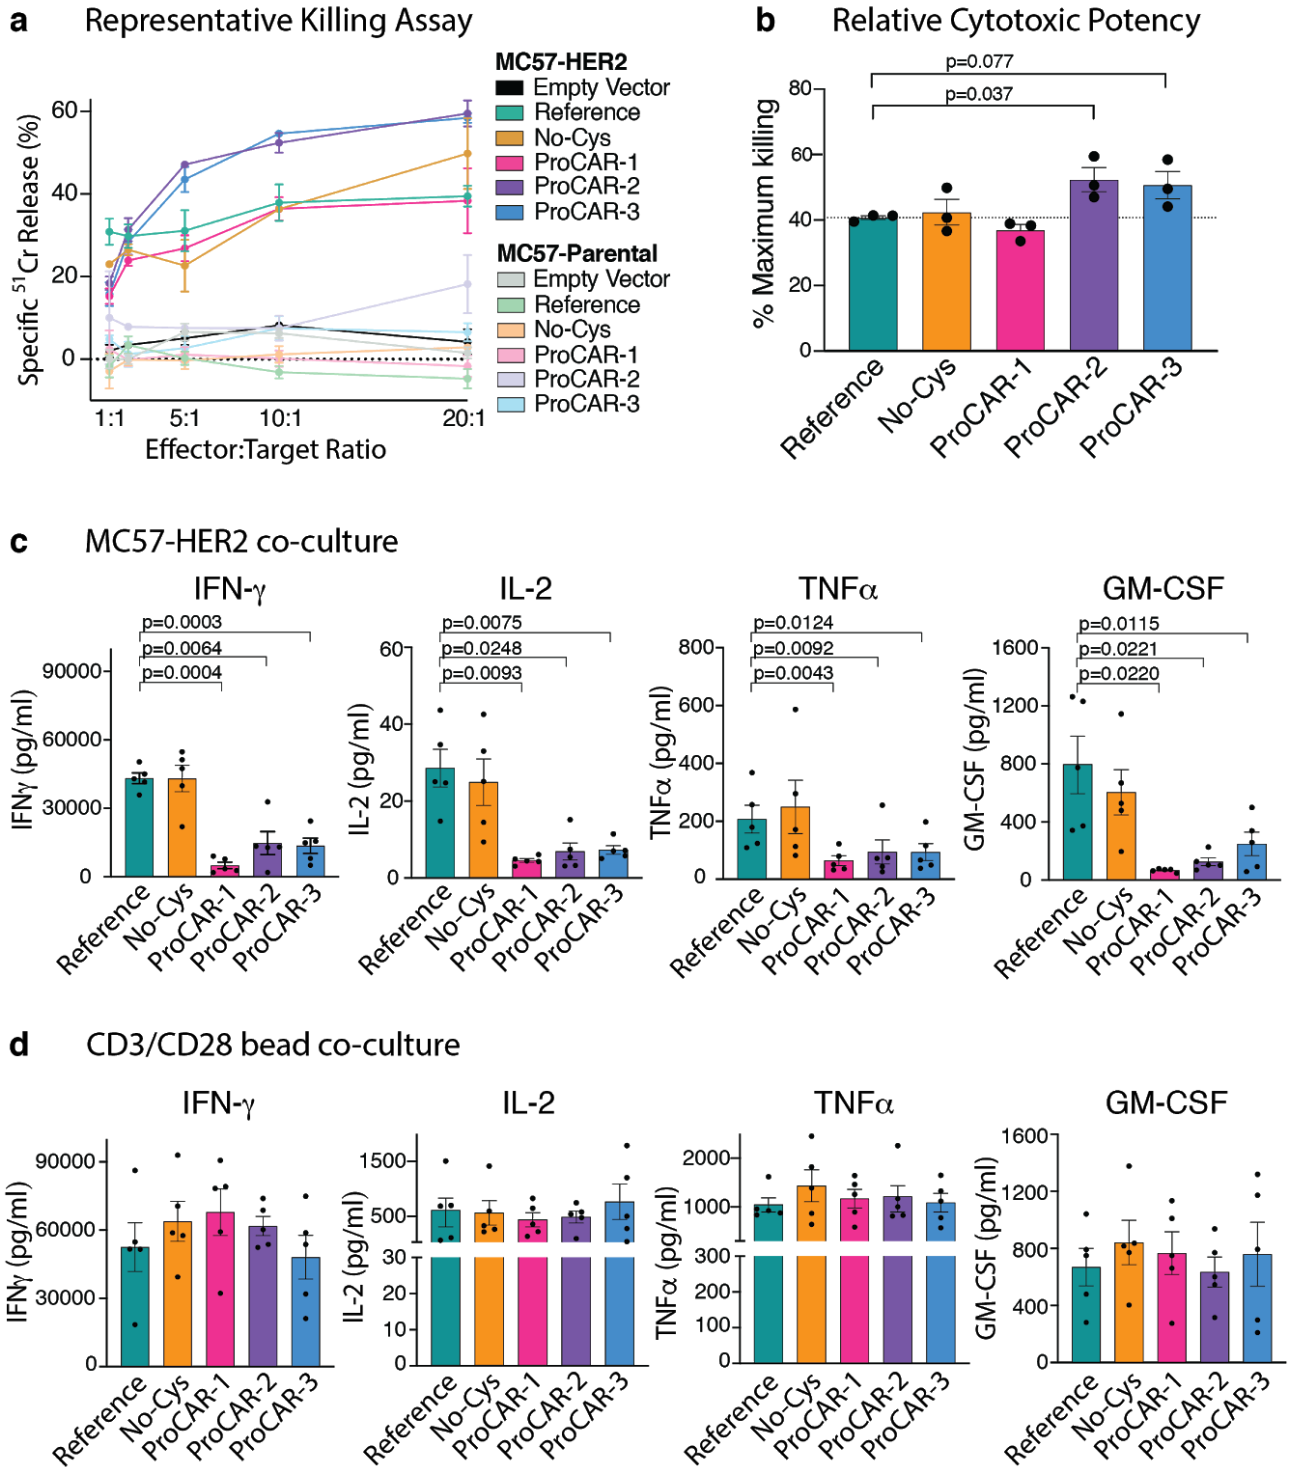 a Representative Killing Assay
Specific ⁵¹Cr Release (%)
60
40
20
0
1:1 5:1 10:1 20:1
Effector:Target Ratio
MC57-HER2
Empty Vector
Reference
No-Cys
ProCAR-1
ProCAR-2
ProCAR-3
MC57-Parental
Empty Vector
Reference
No-Cys
ProCAR-1
ProCAR-2
ProCAR-3
b Relative Cytotoxic Potency
p=0.077
p=0.037
% Maximum killing
80
60
40
20
0
Reference
No-Cys
ProCAR-1
ProCAR-2
ProCAR-3
c MC57-HER2 co-culture
IFN-γ
p=0.0003
p=0.0064
p=0.0004
IFNγ (pg/ml)
90000
60000
30000
0
Reference
No-Cys
ProCAR-1
ProCAR-2
ProCAR-3
IL-2
p=0.0075
p=0.0248
p=0.0093
IL-2 (pg/ml)
60
40
20
0
Reference
No-Cys
ProCAR-1
ProCAR-2
ProCAR-3
TNFα
p=0.0124
p=0.0092
p=0.0043
TNFα (pg/ml)
800
600
400
200
0
Reference
No-Cys
ProCAR-1
ProCAR-2
ProCAR-3
GM-CSF
p=0.0115
p=0.0221
p=0.0220
GM-CSF (pg/ml)
1600
1200
800
400
0
Reference
No-Cys
ProCAR-1
ProCAR-2
ProCAR-3
d CD3/CD28 bead co-culture
IFN-γ
IFNγ (pg/ml)
90000
60000
30000
0
Reference
No-Cys
ProCAR-1
ProCAR-2
ProCAR-3
IL-2
IL-2 (pg/ml)
1500
500
30
20
10
0
Reference
No-Cys
ProCAR-1
ProCAR-2
ProCAR-3
TNFα
TNFα (pg/ml)
2000
1000
300
200
100
0
Reference
No-Cys
ProCAR-1
ProCAR-2
ProCAR-3
GM-CSF
GM-CSF (pg/ml)
1600
1200
800
400
0
Reference
No-Cys
ProCAR-1
ProCAR-2
ProCAR-3